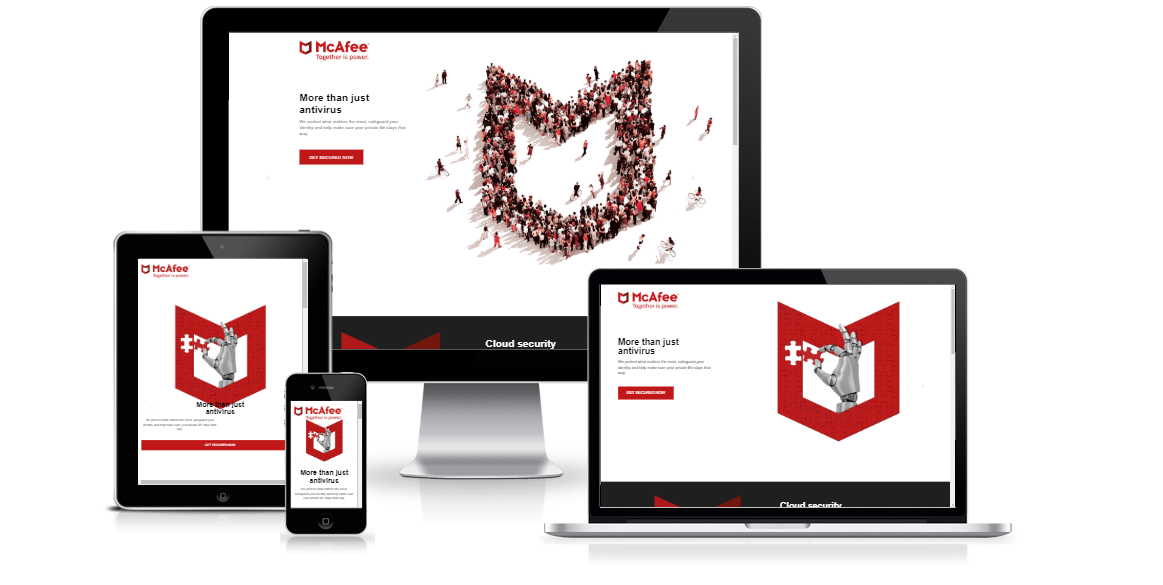 McAfee
Together is power.
More than just
antivirus
We protect what matters the most, safeguard your
identity and help make sure your private life stays that
way.
GET SECURED NOW
Cloud security
McAfee
Together is power.
More than just
antivirus
We protect what matters the most, safeguard your
identity and help make sure your private life stays that
way.
GET SECURED NOW
McAfee
Together is power.
More than just
antivirus
We protect what matters the most, safeguard your
identity and help make sure your private life stays that way.
McAfee
Together is power.
More than just
antivirus
We protect what matters the most, safeguard your
identity and help make sure your private life stays that
way.
GET SECURED NOW
Cloud security